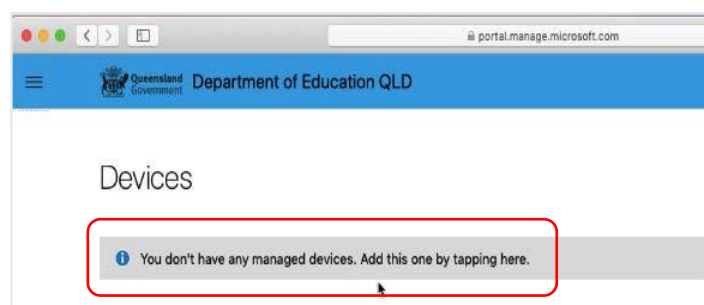 portal.manage.microsoft.com
Queensland Government Department of Education QLD
Devices
You don't have any managed devices. Add this one by tapping here.